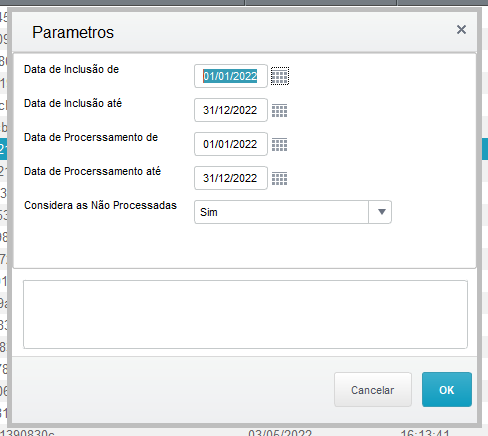 Parametros
Data de Inclusão de
01/01/2022
Data de Inclusão até
31/12/2022
Data de Procerssamento de
01/01/2022
Data de Procerssamento até
31/12/2022
Considera as Não Processadas
Sim
Cancelar
OK
1390830c
03/05/2022
16:13:41